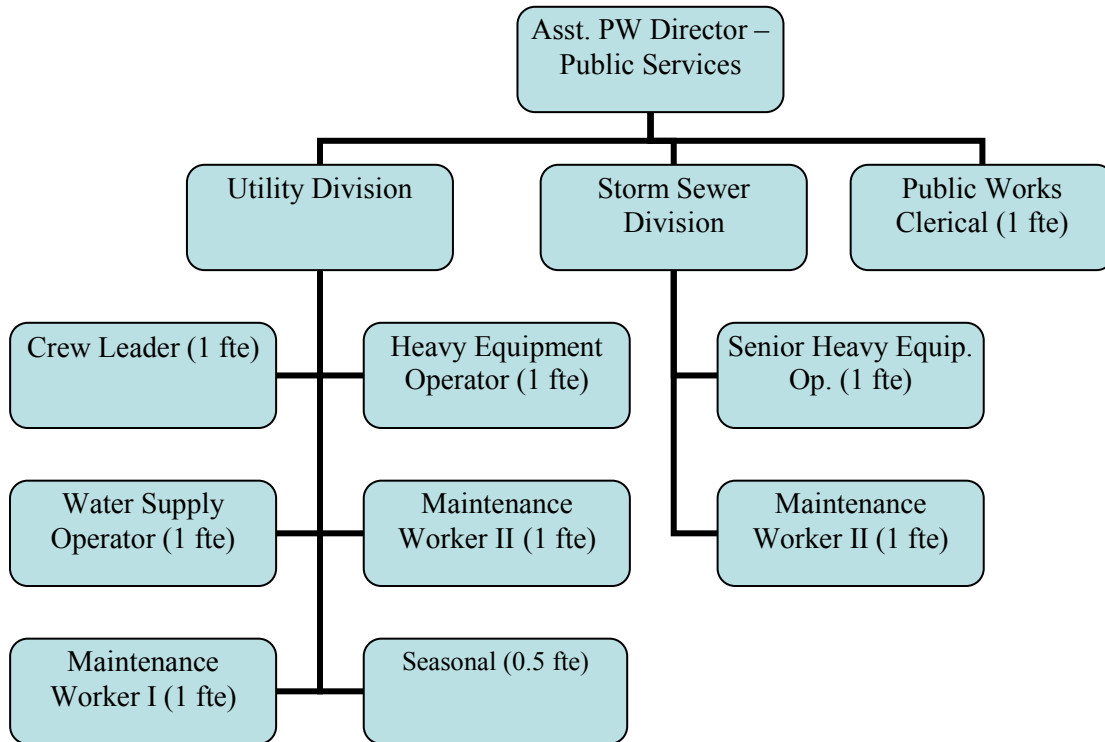 Asst. PW Director –
Public Services
Utility Division
Storm Sewer
Division
Public Works
Clerical (1 fte)
Crew Leader (1 fte)
Heavy Equipment
Operator (1 fte)
Senior Heavy Equip.
Op. (1 fte)
Water Supply
Operator (1 fte)
Maintenance
Worker II (1 fte)
Maintenance
Worker II (1 fte)
Maintenance
Worker I (1 fte)
Seasonal (0.5 fte)